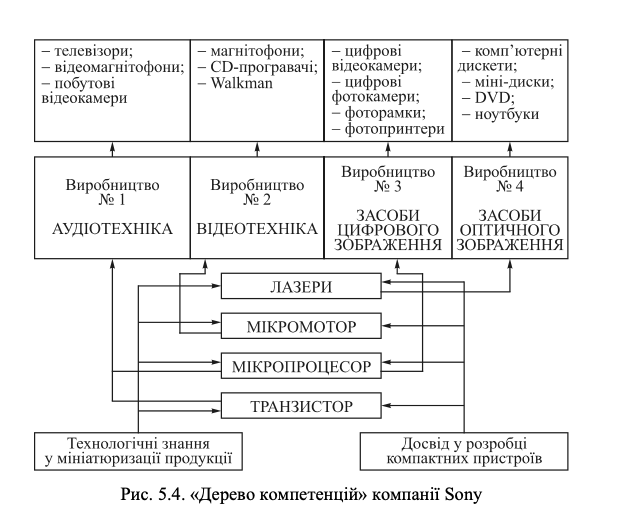 – телевізори;
– відеомагнітофони;
– побутові
відеокамери
– магнітофони;
– CD-програвачі;
– Walkman
– цифрові
відеокамери;
– цифрові
фотокамери;
– фоторамки;
– фотопринтери
– комп’ютерні
дискети;
– міні-диски;
– DVD;
– ноутбуки
Виробництво
№ 1
АУДІОТЕХНІКА
Виробництво
№ 2
ВІДЕОТЕХНІКА
Виробництво
№ 3
ЗАСОБИ
ЦИФРОВОГО
ЗОБРАЖЕННЯ
Виробництво
№ 4
ЗАСОБИ
ОПТИЧНОГО
ЗОБРАЖЕННЯ
ЛАЗЕРИ
МІКРОМОТОР
МІКРОПРОЦЕСОР
ТРАНЗИСТОР
Технологічні знання
у мініатюризації продукції
Досвід у розробці
компактних пристроїв
Рис. 5.4. «Дерево компетенцій» компанії Sony